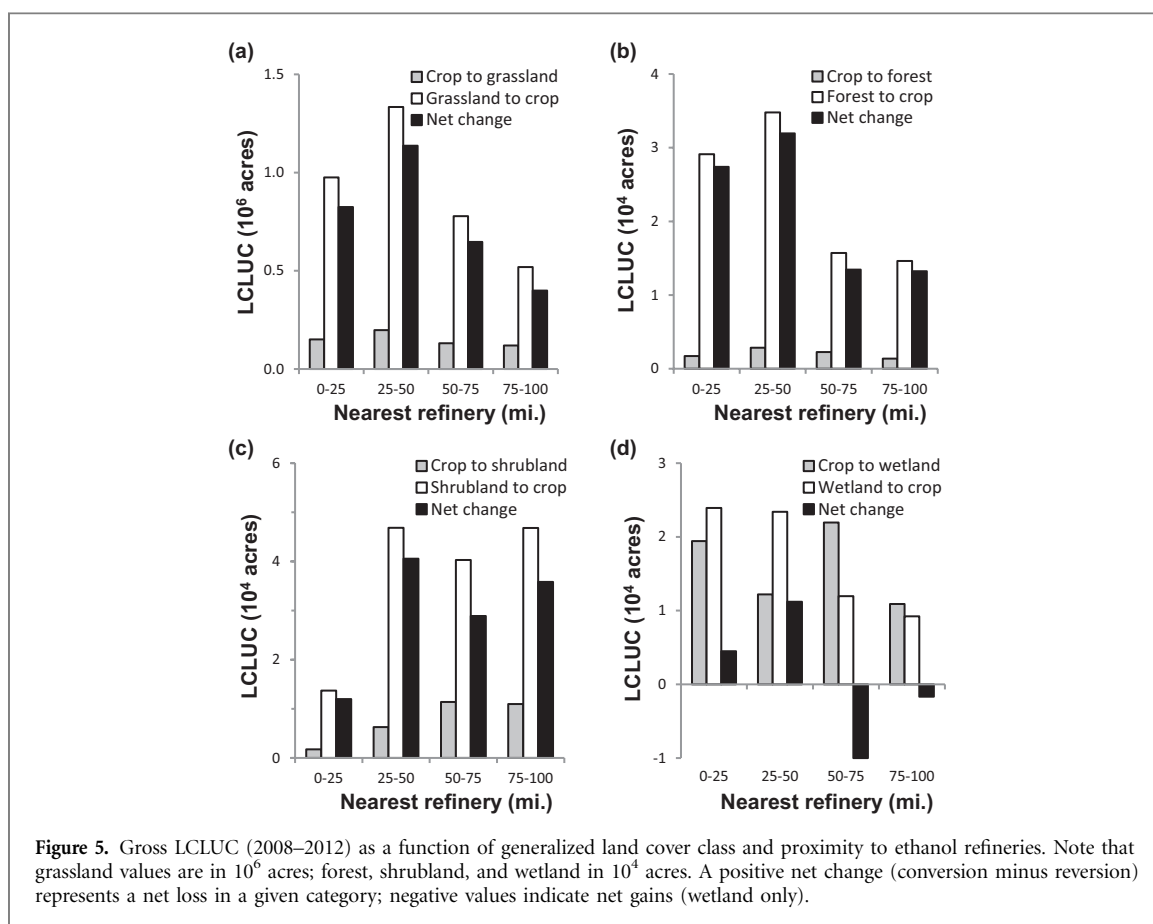 (a)
Crop to grassland
Grassland to crop
Net change
1.5
1.0
0.5
0.0
LCLUC (10⁶ acres)
0-25 25-50 50-75 75-100
Nearest refinery (mi.)
(b)
Crop to forest
Forest to crop
Net change
4
3
2
1
0
LCLUC (10⁴ acres)
0-25 25-50 50-75 75-100
Nearest refinery (mi.)
(c)
Crop to shrubland
Shrubland to crop
Net change
6
4
2
0
LCLUC (10⁴ acres)
0-25 25-50 50-75 75-100
Nearest refinery (mi.)
(d)
Crop to wetland
Wetland to crop
Net change
3
2
1
0
-1
LCLUC (10⁴ acres)
0-25 25-50 50-75 75-100
Nearest refinery (mi.)
Figure 5. Gross LCLUC (2008–2012) as a function of generalized land cover class and proximity to ethanol refineries. Note that
grassland values are in 10⁶ acres; forest, shrubland, and wetland in 10⁴ acres. A positive net change (conversion minus reversion)
represents a net loss in a given category; negative values indicate net gains (wetland only).